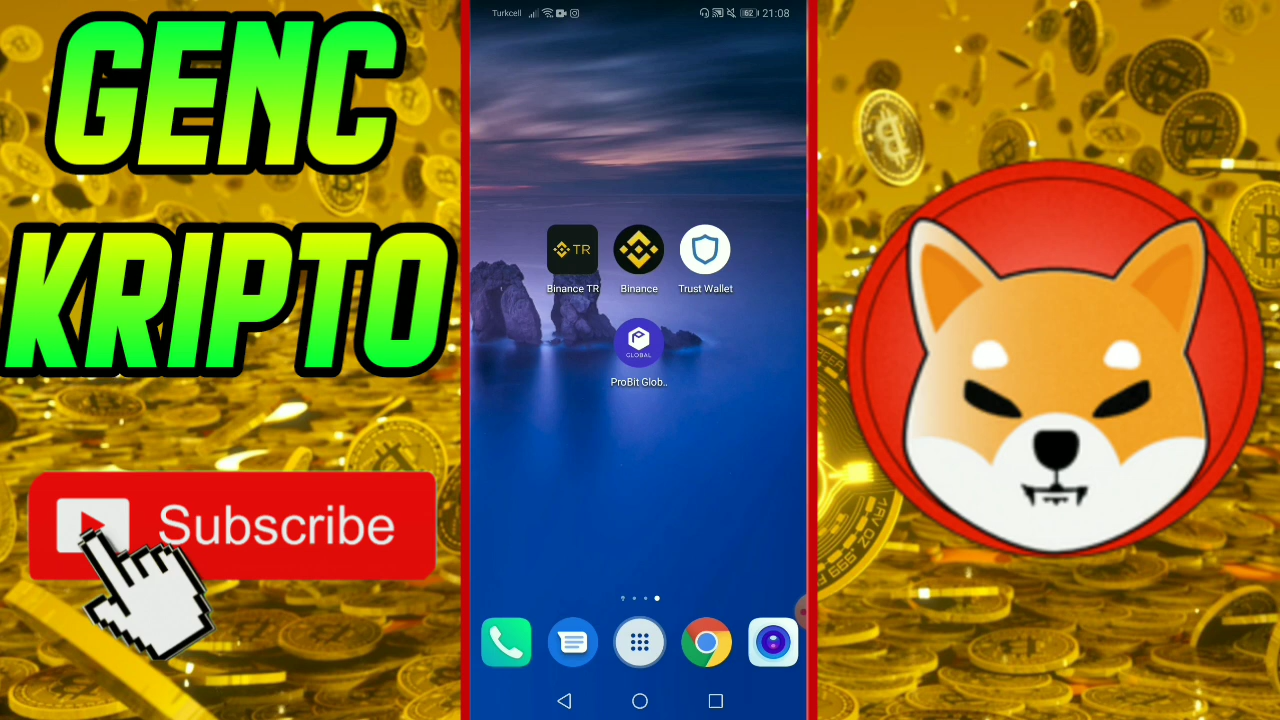 GENC
KRIPTO
Subscribe
Turkcell
62
21:08
TR
Binance TR
Binance
Trust Wallet
GLOBAL
ProBit Glob..